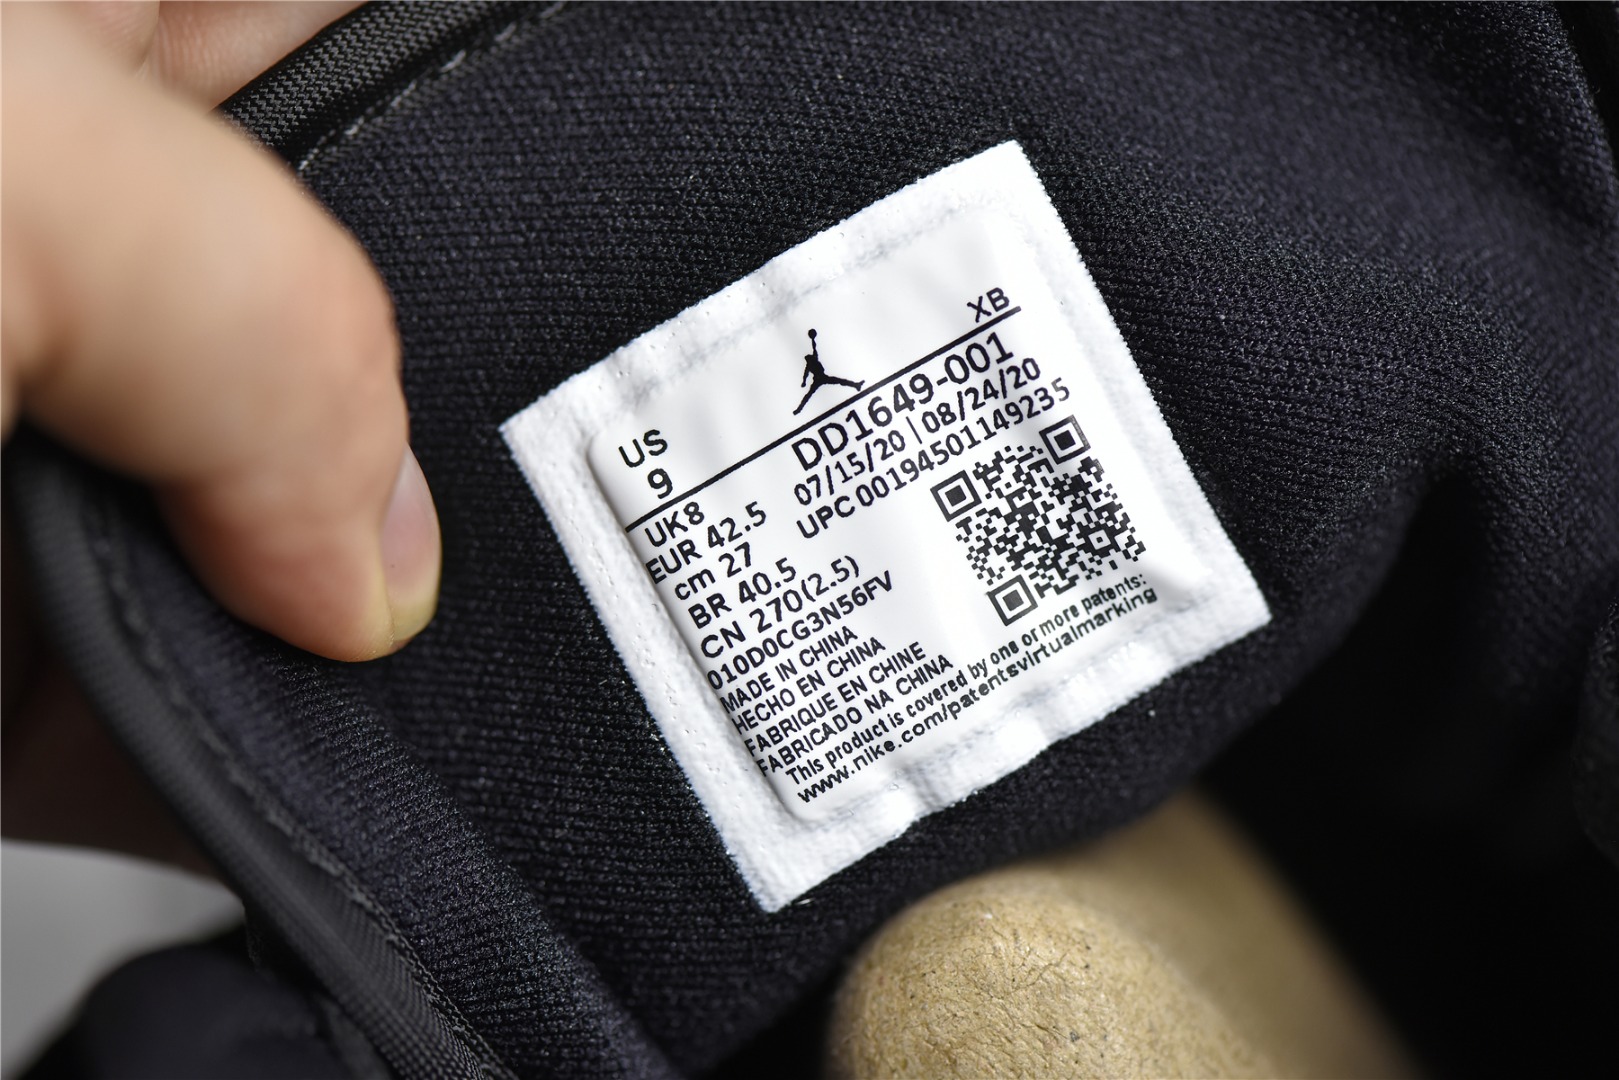 US
9
XB
UK8
EUR 42.5
cm 27
BR 40.5
CN 270(2.5)
010D0CG3N56FV
DD1649-001
07/15/20 | 08/24/20
UPC 00194501149235
MADE IN CHINA
HECHO EN CHINA
FABRIQUE EN CHINE
FABRICADO NA CHINA
This product is covered by one or more patents:
www.nike.com/patentsvirtualmarking